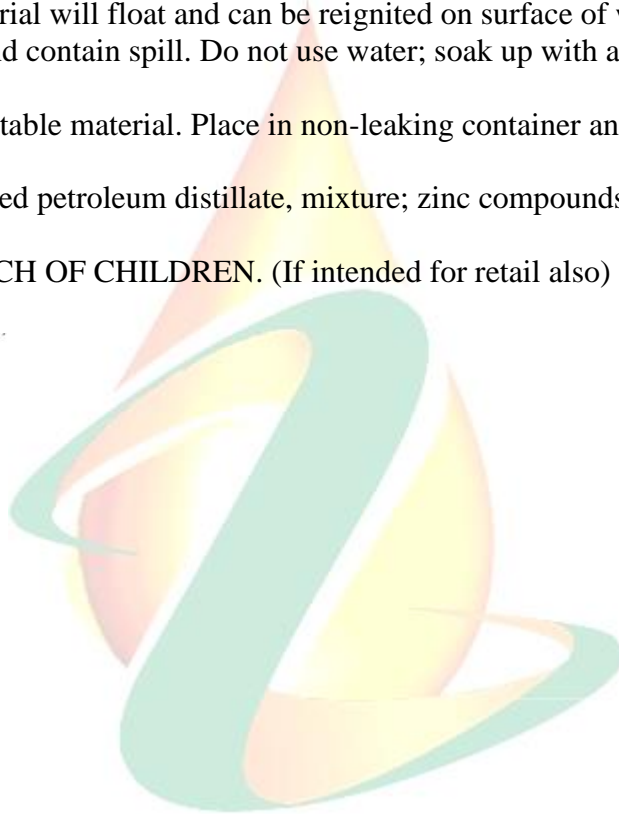 rial will float and can be reignited on surface of
nd contain spill. Do not use water; soak up with a
table material. Place in non-leaking container an
ed petroleum distillate, mixture; zinc compounds
CH OF CHILDREN. (If intended for retail also)